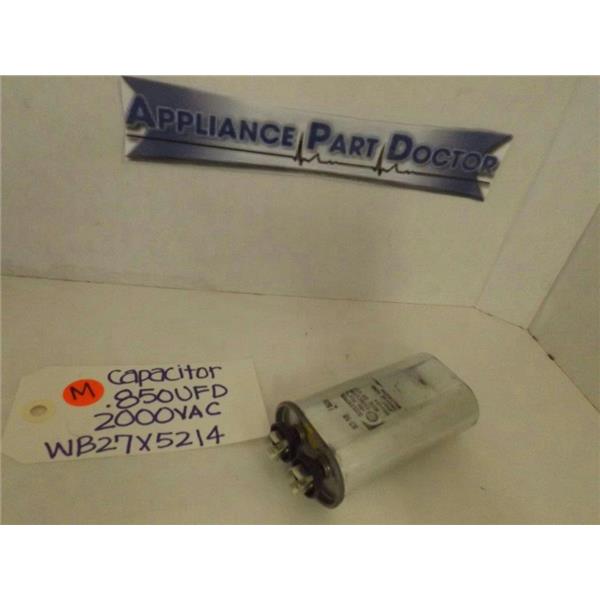 APPLIANCE PART DOCTOR
M
Capacitor
.850UFD
2000VAC
WB27X5214